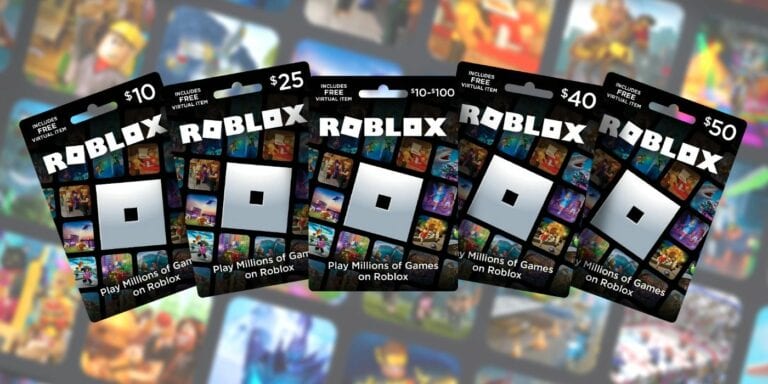 INCLUDES
FREE
VIRTUAL ITEM
$10
ROBLOX
Play Millions of Games
on Roblox
INCLUDES
FREE
VIRTUAL ITEM
$25
ROBLOX
Play Millions of Games
on Roblox
INCLUDES
FREE
VIRTUAL ITEM
$10-$100
ROBLOX
Play Millions of Games
on Roblox
INCLUDES
FREE
VIRTUAL ITEM
$40
ROBLOX
Play Millions of Games
on Roblox
INCLUDES
FREE
VIRTUAL ITEM
$50
ROBLOX
Play Millions of Games
on Roblox